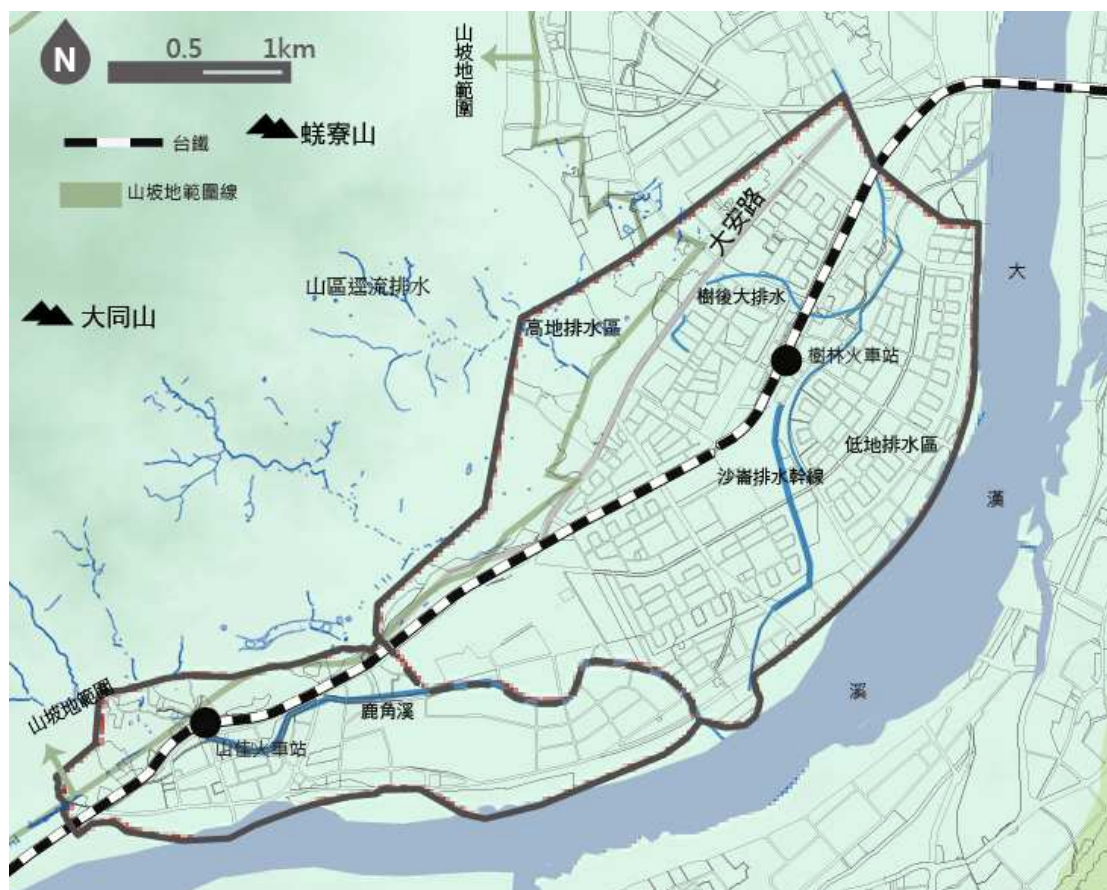 N
0.5 1km
山坡地範圍
台鐵
蜈寮山
山坡地範圍線
大安路
山區逕流排水
樹後大排水
大同山
高地排水區
樹林火車站
低地排水區
沙崙排水幹線
大漢溪
山坡地範圍
鹿角溪
山佳火車站